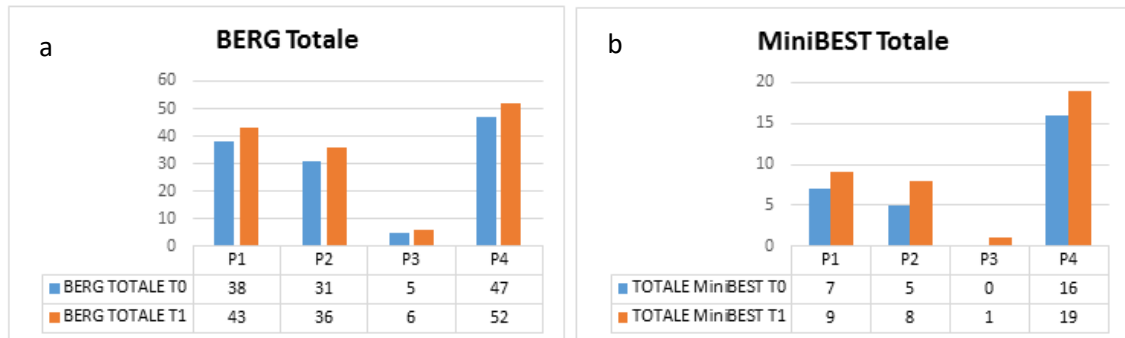 a
BERG Totale
60
50
40
30
20
10
0
P1 P2 P3 P4
BERG TOTALE T0 38 31 5 47
BERG TOTALE T1 43 36 6 52
b
MiniBEST Totale
20
15
10
5
0
P1 P2 P3 P4
TOTALE MiniBEST T0 7 5 0 16
TOTALE MiniBEST T1 9 8 1 19